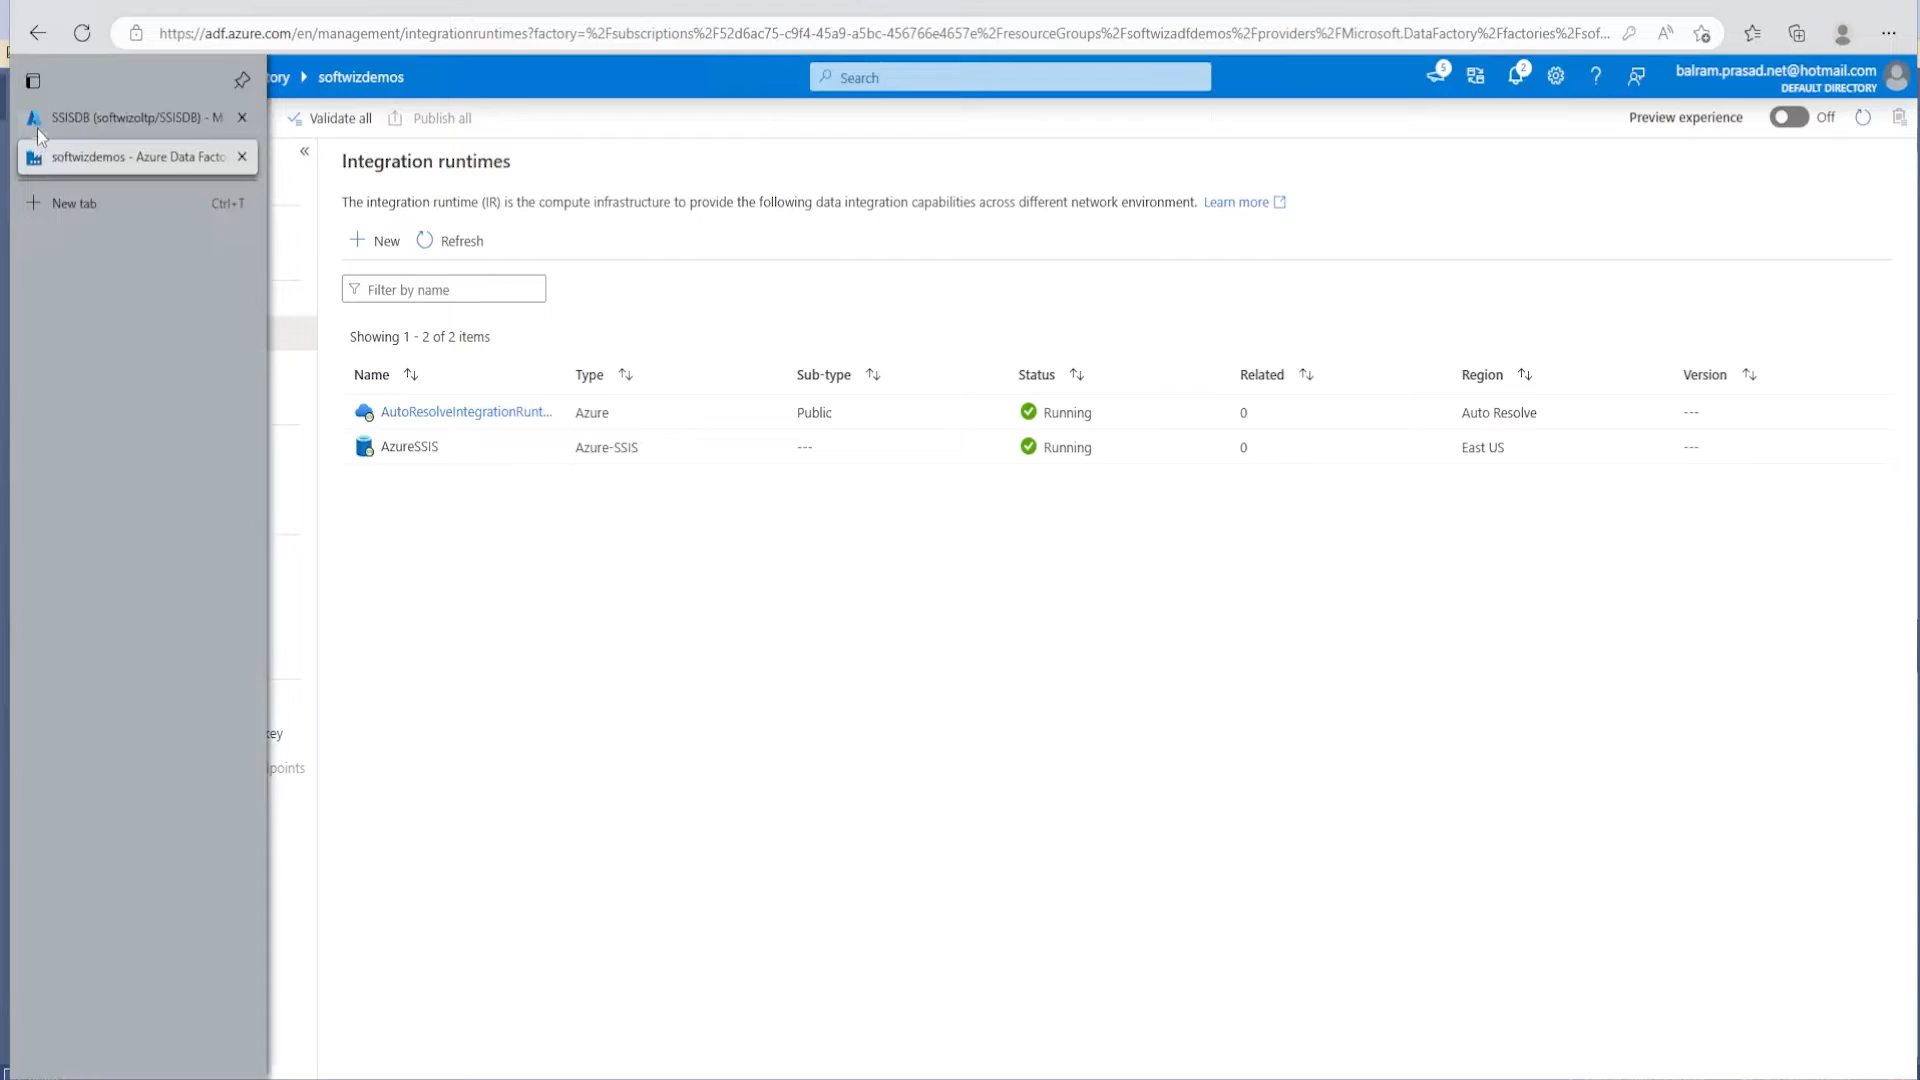 https://adf.azure.com/en/management/integrationruntimes?factory=%2Fsubscriptions%2F52d6ac75-c9f4-45a9-a5bc-456766e4657e%2FresourceGroups%2Fsoftwizadfdemos%2Fproviders%2FMicrosoft.DataFactory%2Ffactories%2Fsof...
tory softwizdemos
Search
5
2
balram.prasad.net@hotmail.com
DEFAULT DIRECTORY
SSISDB (softwizoltp/SSISDB) - M
softwizdemos - Azure Data Facto
New tab Ctrl+T
Validate all Publish all
Preview experience Off
Integration runtimes
The integration runtime (IR) is the compute infrastructure to provide the following data integration capabilities across different network environment. Learn more
New Refresh
Filter by name
Showing 1 - 2 of 2 items
Name Type Sub-type Status Related Region Version
AutoResolveIntegrationRunt... Azure Public Running 0 Auto Resolve ---
AzureSSIS Azure-SSIS --- Running 0 East US ---
key
points